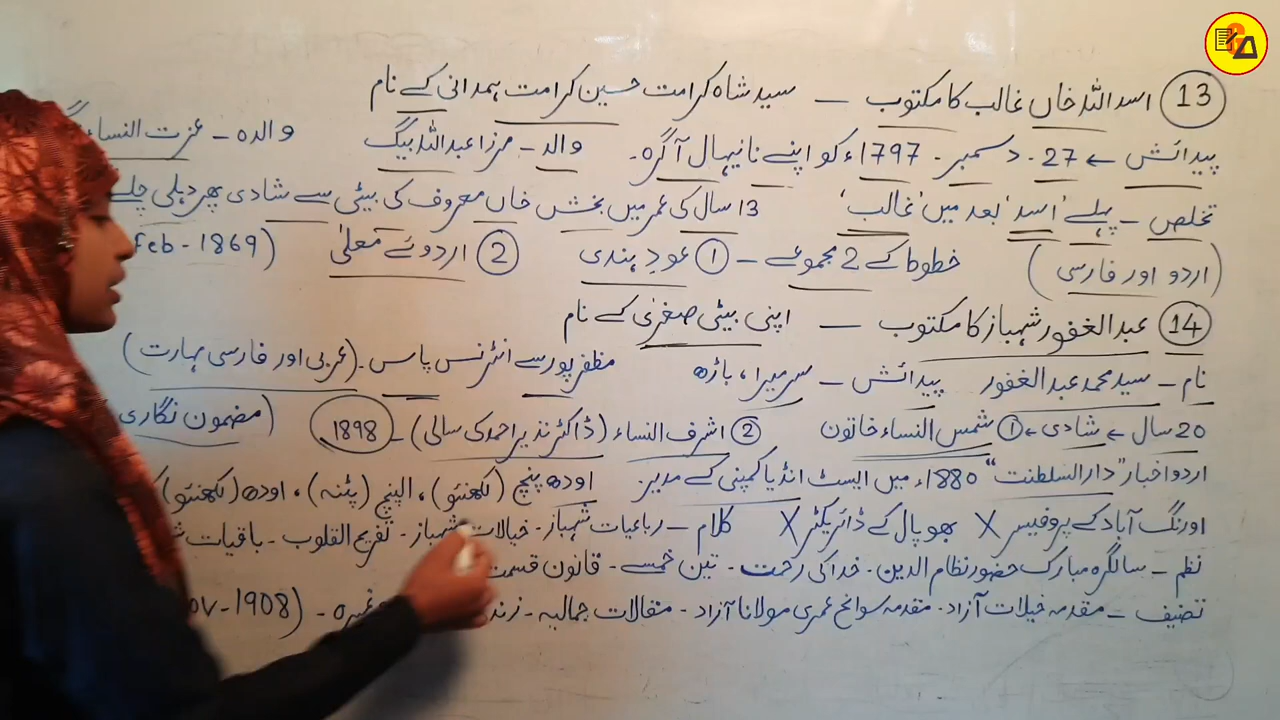 13 اسداللہ خاں غالب کا مکتوب — سید شاہ کرامت حسین کرامت ہمدانی کے نام
پیدائش ← 27 - دسمبر - 1797ء کو اپنے نانیہال آگرہ - والد - مرزا عبداللہ بیگ والدہ - عزت النساء
تخلص - پہلے 'اسد' بعد میں 'غالب' 13 سال کی عمر میں بخش خاں معروف کی بیٹی سے شادی پھر دہلی چلے
(اردو اور فارسی) خطوط کے 2 مجموعے - 1 عودِ ہندی 2 اردوئے معلیٰ (feb - 1869
14 عبدالغفور شہباز کا مکتوب — اپنی بیٹی صغریٰ کے نام
نام - سید محمد عبدالغفور پیدائش - سرمیرا، باڑھ مظفرپور سے انٹرنس پاس - (عربی اور فارسی مہارت)
20 سال ← شادی ← 1 شمس النساء خاتون 2 اشرف النساء (ڈاکٹر نذیر احمد کی سالی) - 1898 (مضمون نگاری
اردو اخبار "دارالسلطنت" 1880ء میں ایسٹ انڈیا کمپنی کے مدیر - اودھ پنچ (لکھنئو)، الپنچ (پٹنہ)، اودھ (لکھنئو)
اورنگ آباد کے پروفیسر X بھوپال کے ڈائریکٹر X کلام - رباعیات شہباز - خیالات شہباز - تفریح القلوب - باقیات
نظم - سالگرہ مبارک حضور نظام الدین - خدا کی رحمت - تین خمسے - قانون قسمت
تصنیف - مقدمہ خیلات آزاد - مقدمہ سوانح عمری مولانا آزاد - مقالات جمالیہ - (1908